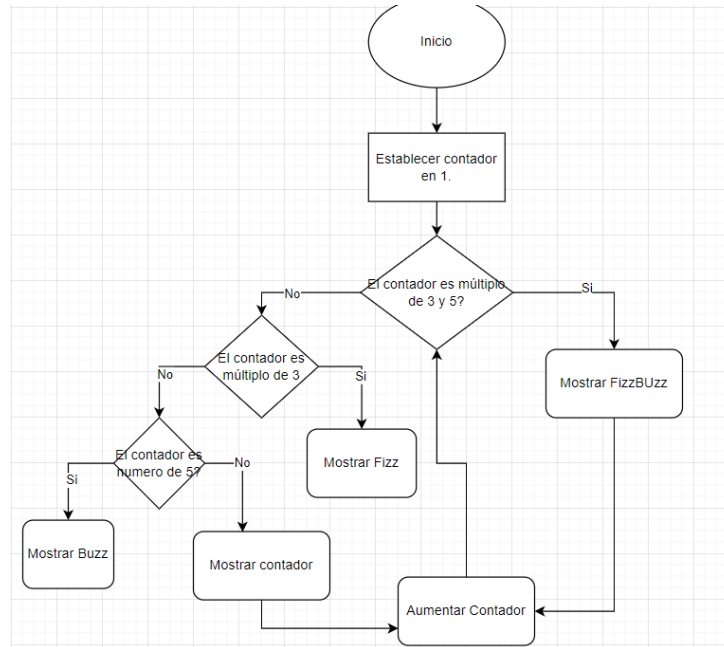 Inicio
Establecer contador
en 1.
El contador es múltiplo
de 3 y 5?
No
Si
El contador es
múltiplo de 3
Mostrar FizzBUzz
No
Si
El contador es
numero de 5?
Mostrar Fizz
Si
No
Mostrar Buzz
Mostrar contador
Aumentar Contador